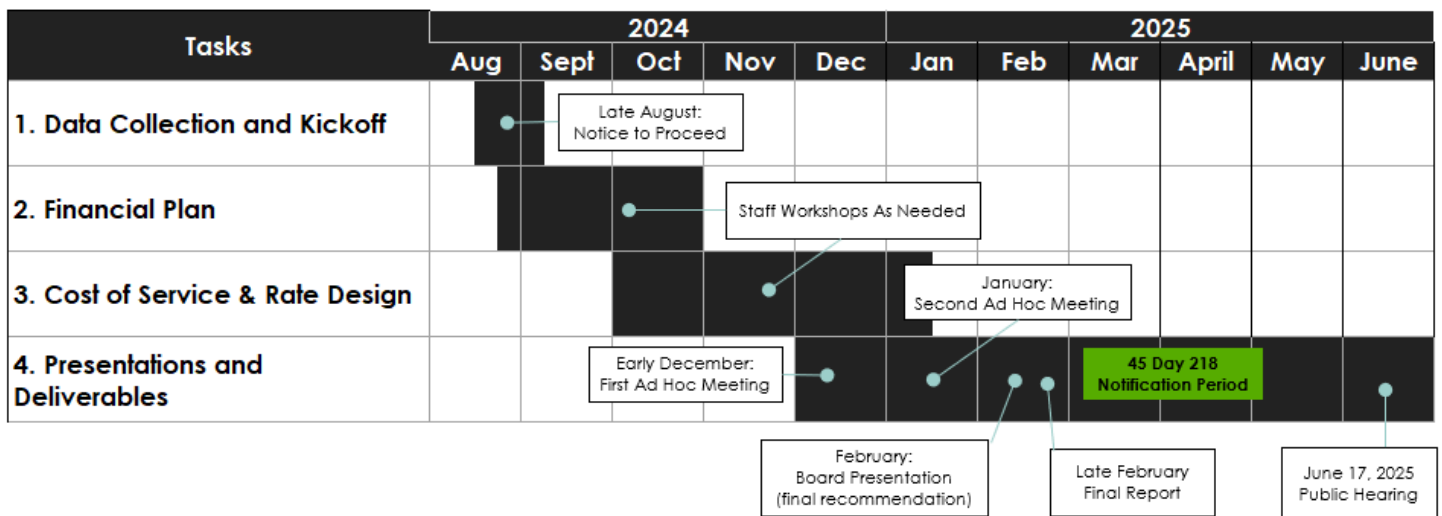 Tasks
2024
2025
Aug
Sept
Oct
Nov
Dec
Jan
Feb
Mar
April
May
June
1. Data Collection and Kickoff
Late August:
Notice to Proceed
2. Financial Plan
Staff Workshops As Needed
3. Cost of Service & Rate Design
January:
Second Ad Hoc Meeting
4. Presentations and
Deliverables
Early December:
First Ad Hoc Meeting
45 Day 218
Notification Period
February:
Board Presentation
(final recommendation)
Late February
Final Report
June 17, 2025
Public Hearing